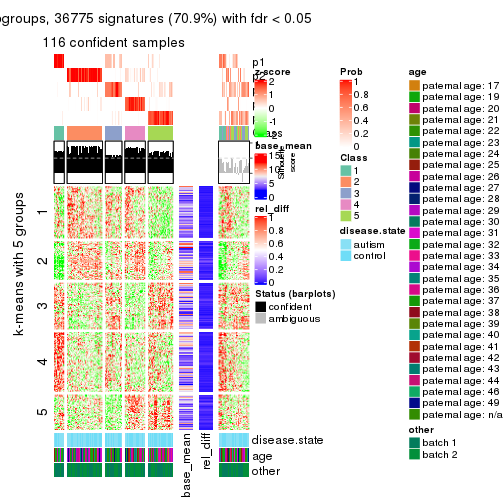 ogroups, 36775 signatures (70.9%) with fdr < 0.05
116 confident samples
p1
z-score
2
1
0
-1
-2
base_mean
15
10
5
0
Silhouette score
rel_diff
1
0.8
0.6
0.4
0.2
0
Status (barplots)
confident
ambiguous
Prob
1
0.8
0.6
0.4
0.2
0
Class
1
2
3
4
5
disease.state
autism
control
age
paternal age: 17
paternal age: 19
paternal age: 20
paternal age: 21
paternal age: 22
paternal age: 23
paternal age: 24
paternal age: 25
paternal age: 26
paternal age: 27
paternal age: 28
paternal age: 29
paternal age: 30
paternal age: 31
paternal age: 32
paternal age: 33
paternal age: 34
paternal age: 35
paternal age: 36
paternal age: 37
paternal age: 38
paternal age: 39
paternal age: 40
paternal age: 41
paternal age: 42
paternal age: 43
paternal age: 44
paternal age: 46
paternal age: 49
paternal age: n/a
other
batch 1
batch 2
k-means with 5 groups
1
2
3
4
5
disease.state
age
other
base_mean
rel_diff